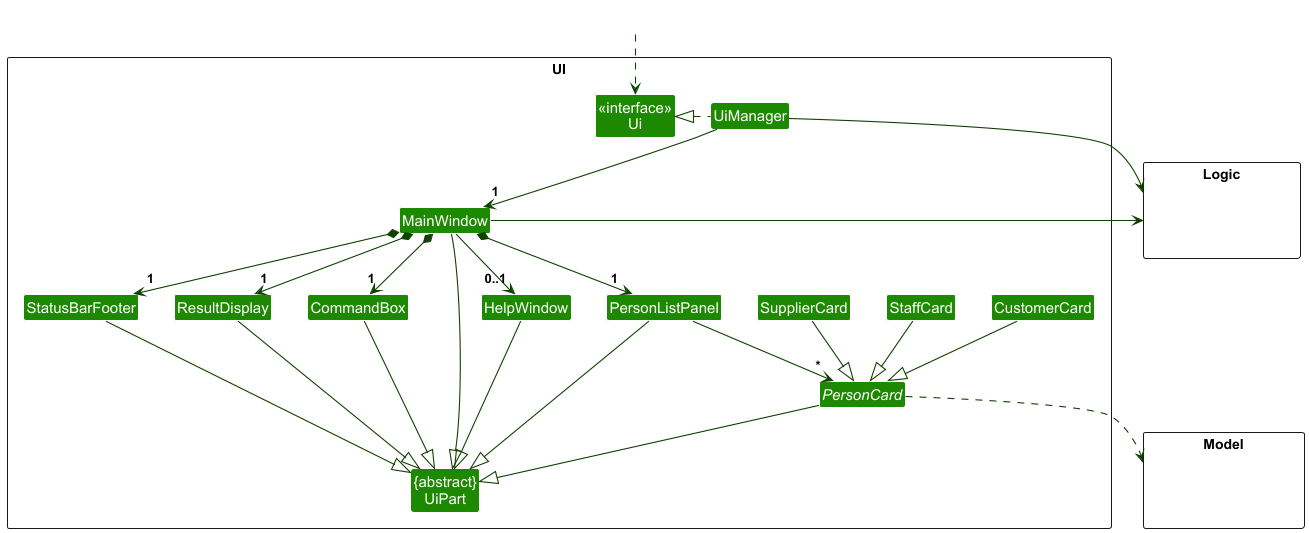 UI
«interface»
Ui
UiManager
Logic
1
MainWindow
1
1
1
0..1
1
StatusBarFooter
ResultDisplay
CommandBox
HelpWindow
PersonListPanel
SupplierCard
StaffCard
CustomerCard
*
PersonCard
Model
{abstract}
UiPart